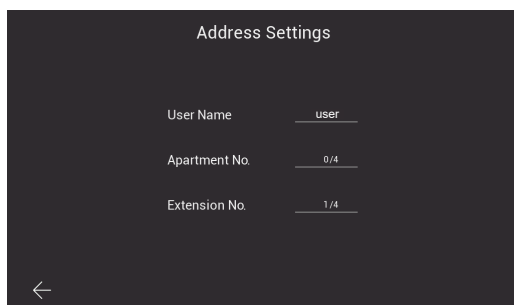 Address Settings
User Name user
Apartment No. 0/4
Extension No. 1/4